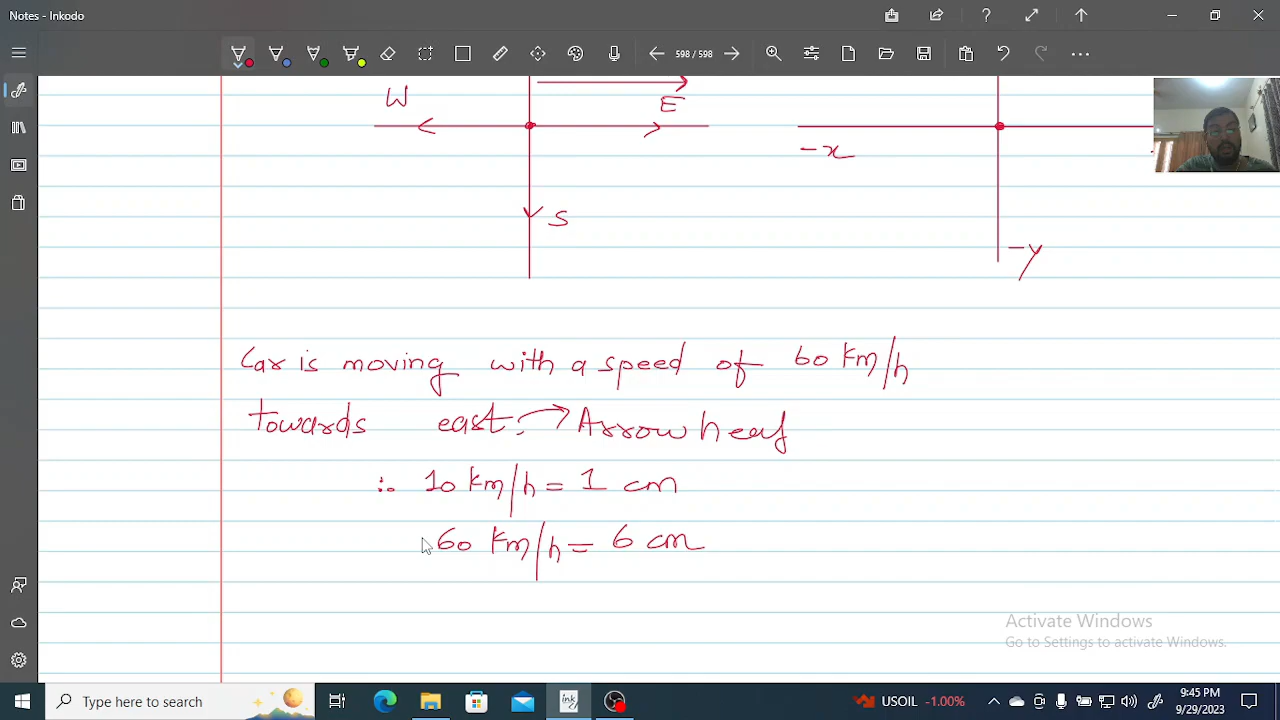 Notes - Inkodo
598 / 598
W
E
S
-x
-y
Car is moving with a speed of 60 km/h
towards east. → Arrow head
∴ 10 km/h = 1 cm
60 km/h = 6 cm
Activate Windows
Go to Settings to activate Windows.
Type here to search
ink
USOIL -1.00%
9:45 PM
9/29/2023